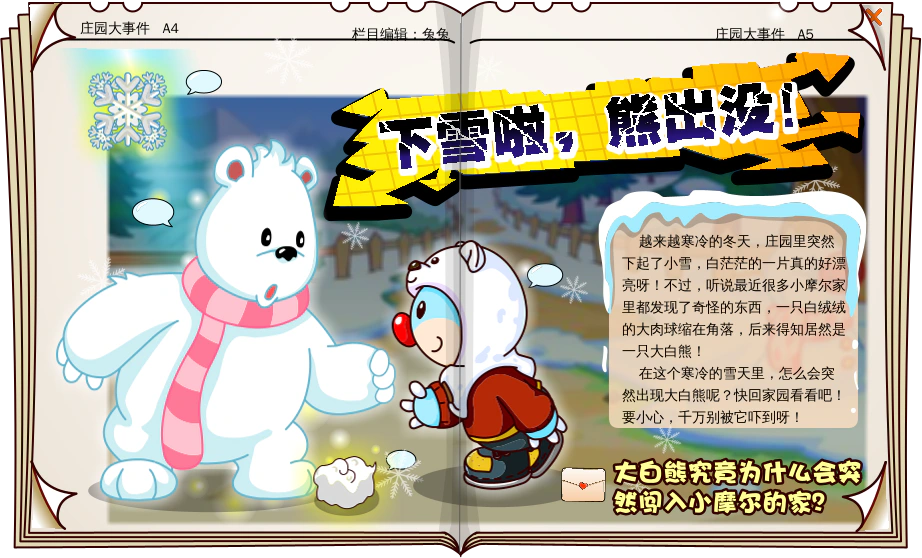 庄园大事件 A4
栏目编辑：兔兔
庄园大事件 A5
下雪啦，熊出没！
越来越寒冷的冬天，庄园里突然
下起了小雪，白茫茫的一片真的好漂
亮呀！不过，听说最近很多小摩尔家
里都发现了奇怪的东西，一只白绒绒
的大肉球缩在角落，后来得知居然是
一只大白熊！
在这个寒冷的雪天里，怎么会突
然出现大白熊呢？快回家园看看吧！
要小心，千万别被它吓到呀！
大白熊究竟为什么会突
然闯入小摩尔的家？